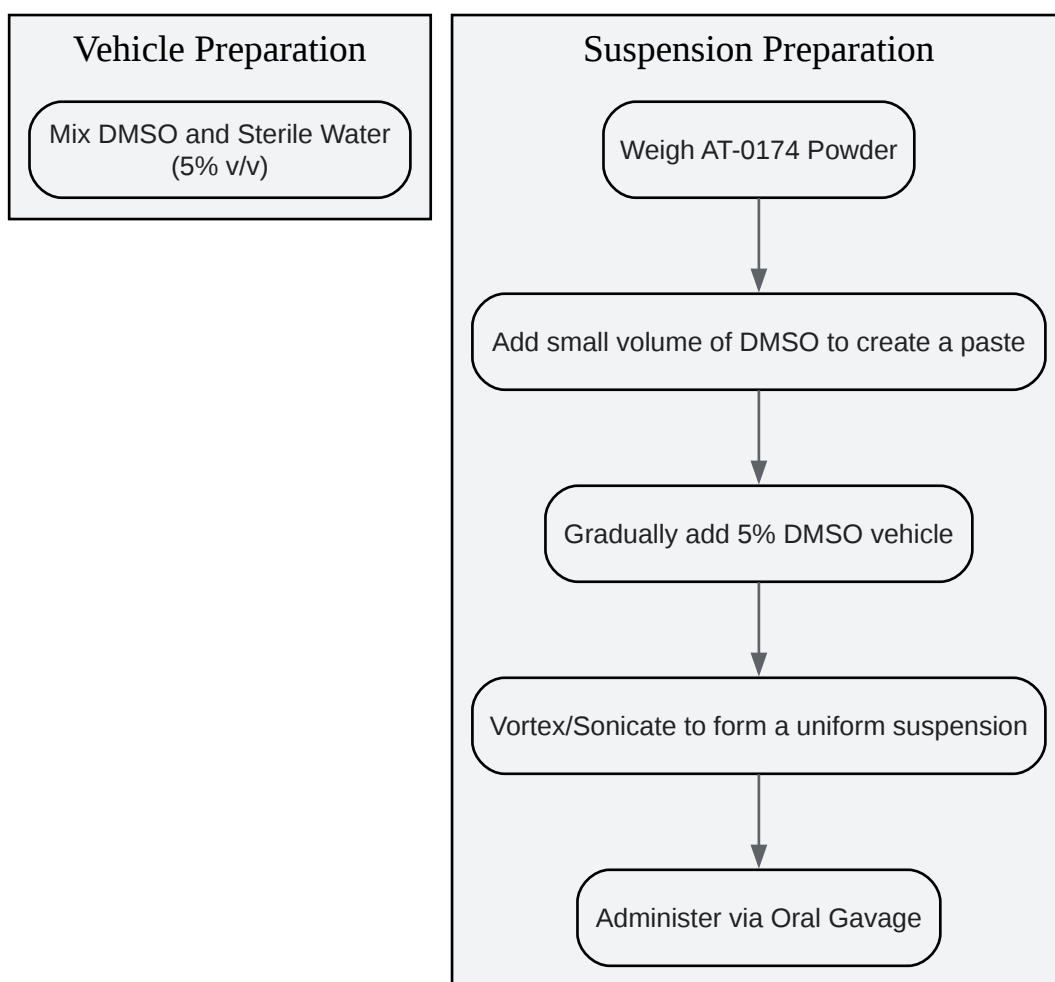 Vehicle Preparation
Mix DMSO and Sterile Water
(5% v/v)
Suspension Preparation
Weigh AT-0174 Powder
Add small volume of DMSO to create a paste
Gradually add 5% DMSO vehicle
Vortex/Sonicate to form a uniform suspension
Administer via Oral Gavage